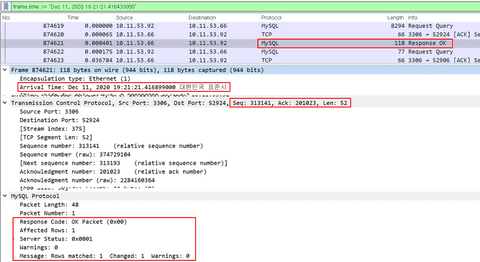 frame.time >= "Dec 11, 2020 19:21:21.416433000"
No. Time Source Destination Protocol Length Info
874619 0.000000 10.11.53.92 10.11.53.66 MySQL 8294 Request Query
874620 0.000065 10.11.53.66 10.11.53.92 TCP 66 3306 → 52924 [ACK] Se
874621 0.000401 10.11.53.66 10.11.53.92 MySQL 118 Response OK
874622 0.000175 10.11.53.92 10.11.53.66 MySQL 77 Request Query
874623 0.036784 10.11.53.66 10.11.53.92 TCP 66 3306 → 52906 [ACK] Se
Frame 874621: 118 bytes on wire (944 bits), 118 bytes captured (944 bits)
Encapsulation type: Ethernet (1)
Arrival Time: Dec 11, 2020 19:21:21.416899000 대한민국 표준시
Transmission Control Protocol, Src Port: 3306, Dst Port: 52924, Seq: 313141, Ack: 201023, Len: 52
Source Port: 3306
Destination Port: 52924
[Stream index: 375]
[TCP Segment Len: 52]
Sequence number: 313141 (relative sequence number)
Sequence number (raw): 374729104
[Next sequence number: 313193 (relative sequence number)]
Acknowledgment number: 201023 (relative ack number)
Acknowledgment number (raw): 2284160364
MySQL Protocol
Packet Length: 48
Packet Number: 1
Response Code: OK Packet (0x00)
Affected Rows: 1
Server Status: 0x0001
Warnings: 0
Message: Rows matched: 1 Changed: 1 Warnings: 0